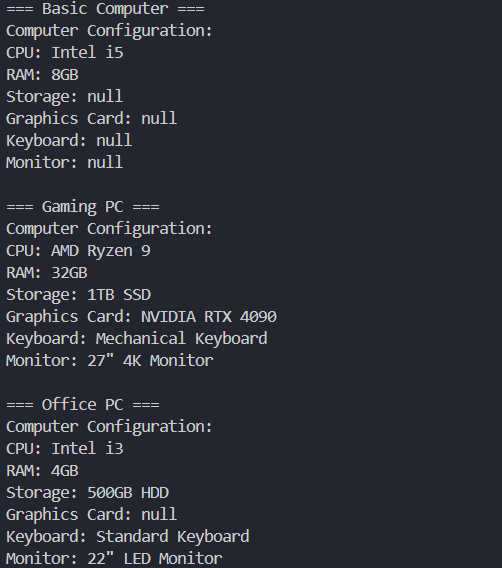 === Basic Computer ===
Computer Configuration:
CPU: Intel i5
RAM: 8GB
Storage: null
Graphics Card: null
Keyboard: null
Monitor: null

=== Gaming PC ===
Computer Configuration:
CPU: AMD Ryzen 9
RAM: 32GB
Storage: 1TB SSD
Graphics Card: NVIDIA RTX 4090
Keyboard: Mechanical Keyboard
Monitor: 27" 4K Monitor

=== Office PC ===
Computer Configuration:
CPU: Intel i3
RAM: 4GB
Storage: 500GB HDD
Graphics Card: null
Keyboard: Standard Keyboard
Monitor: 22" LED Monitor